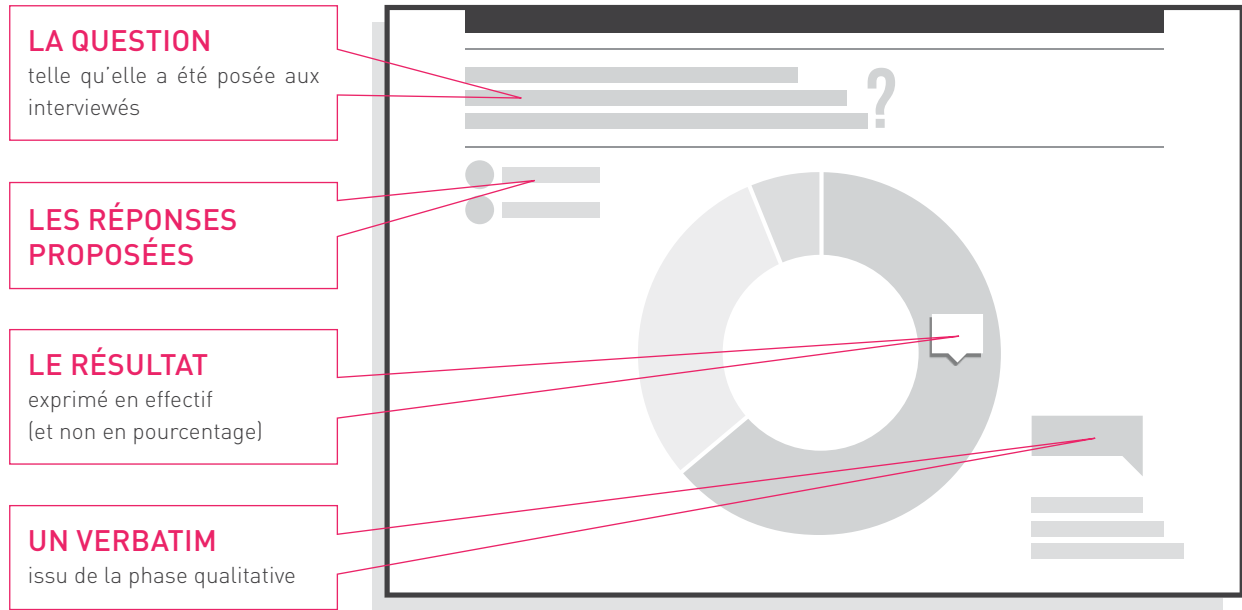 LA QUESTION
telle qu'elle a été posée aux
interviewés
?
LES RÉPONSES
PROPOSÉES
LE RÉSULTAT
exprimé en effectif
(et non en pourcentage)
UN VERBATIM
issu de la phase qualitative